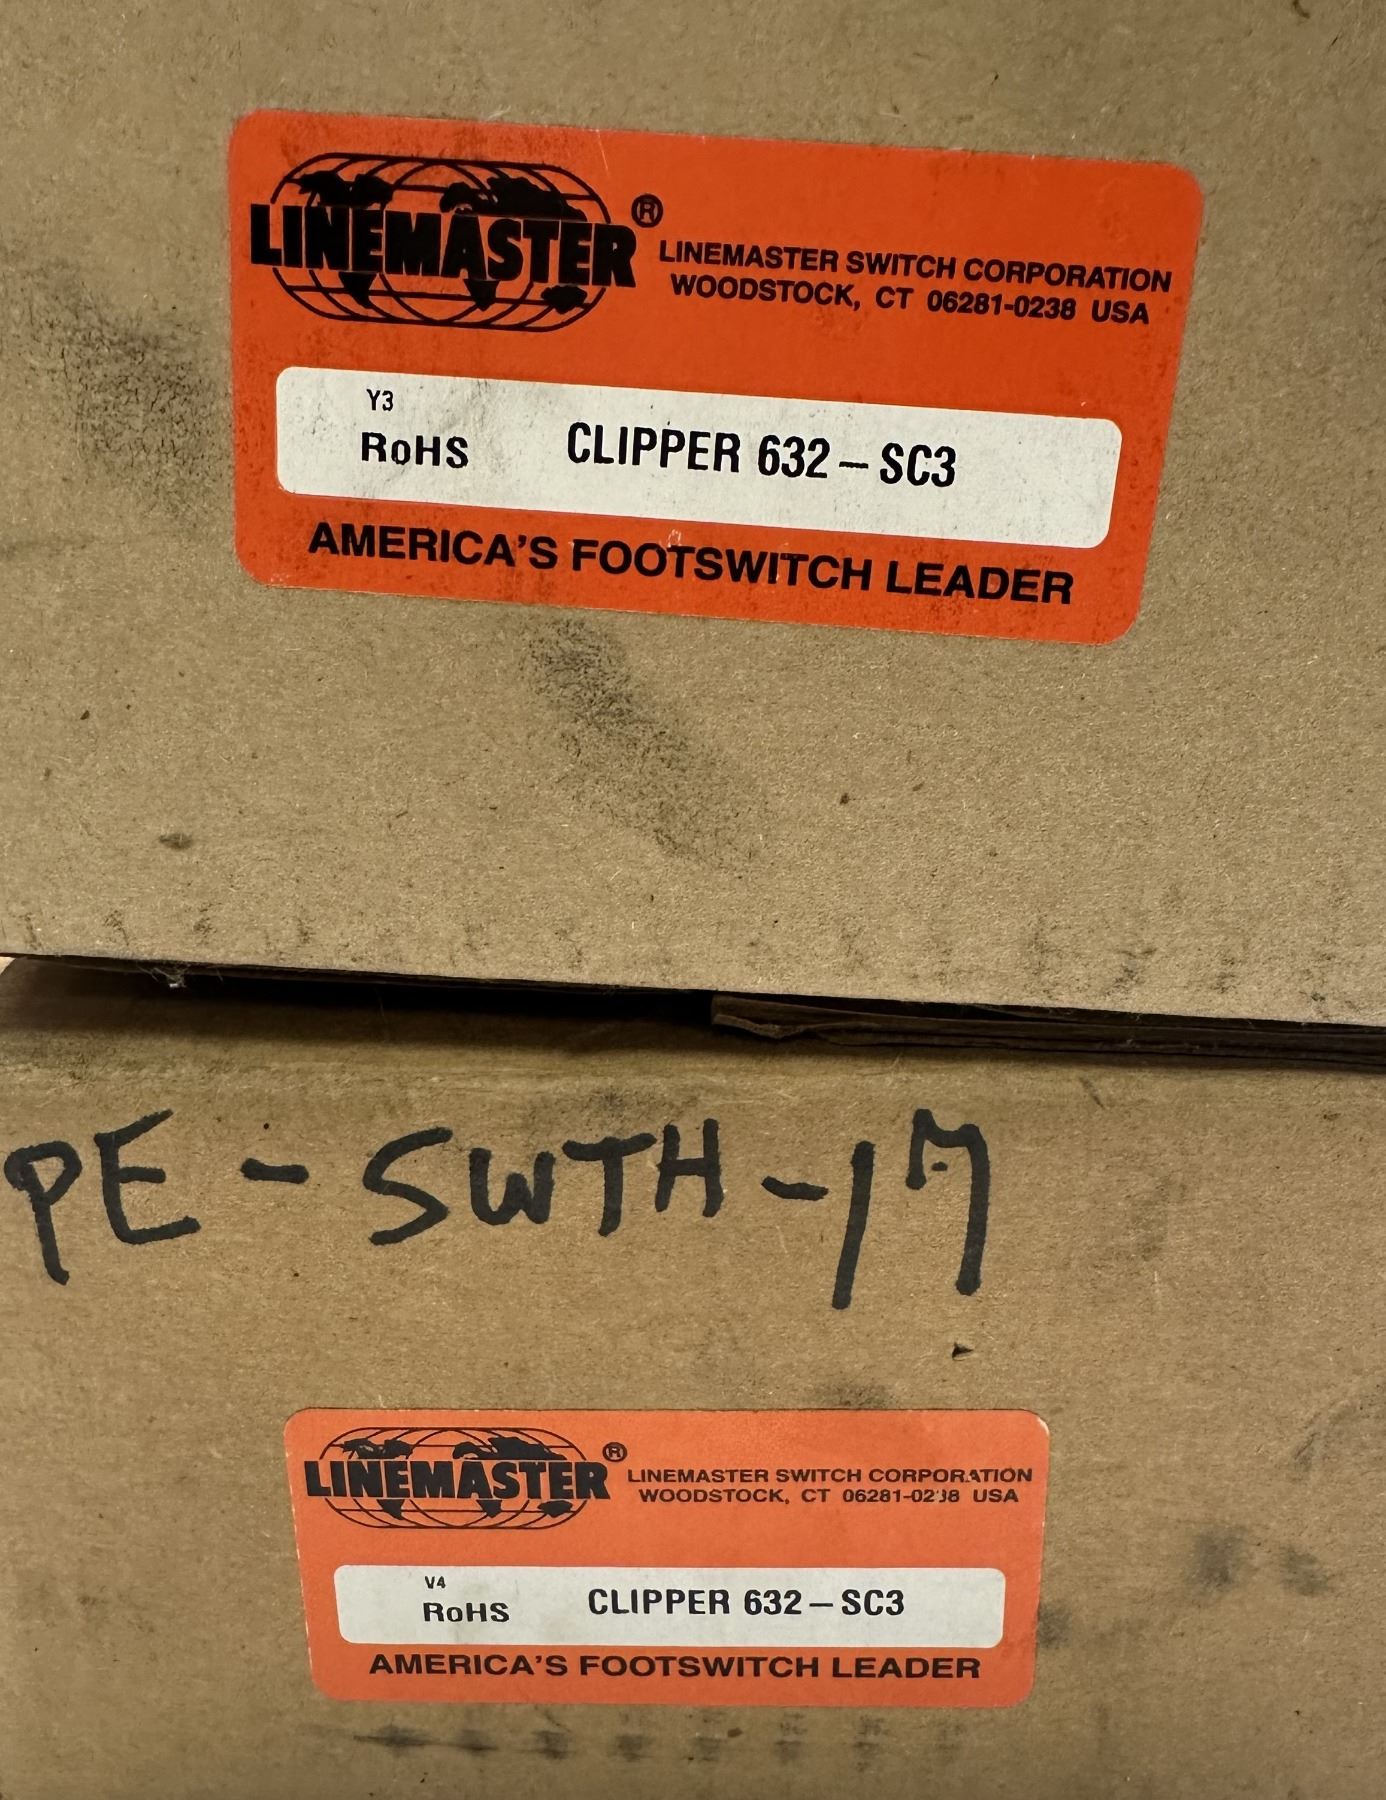 LINEMASTER®
LINEMASTER SWITCH CORPORATION
WOODSTOCK, CT 06281-0238 USA
Y3
RoHS CLIPPER 632 – SC3
AMERICA'S FOOTSWITCH LEADER
PE-SWTH-17
LINEMASTER®
LINEMASTER SWITCH CORPORATION
WOODSTOCK, CT 06281-0238 USA
V4
RoHS CLIPPER 632 – SC3
AMERICA'S FOOTSWITCH LEADER